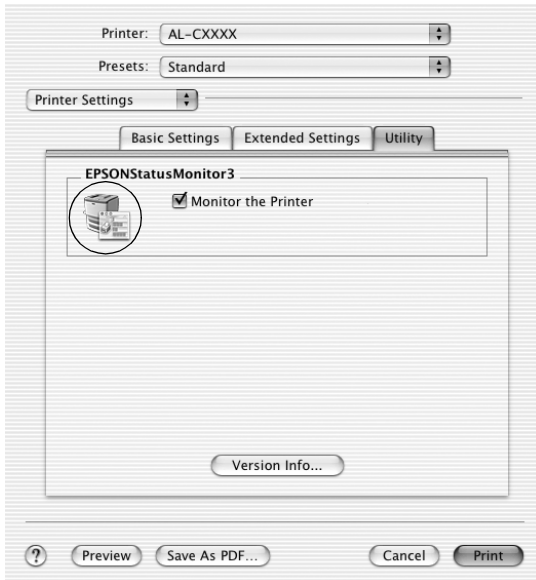 Printer: AL-CXXXX
Presets: Standard
Printer Settings
Basic Settings Extended Settings Utility
EPSONStatusMonitor3
Monitor the Printer
Version Info...
? Preview Save As PDF... Cancel Print